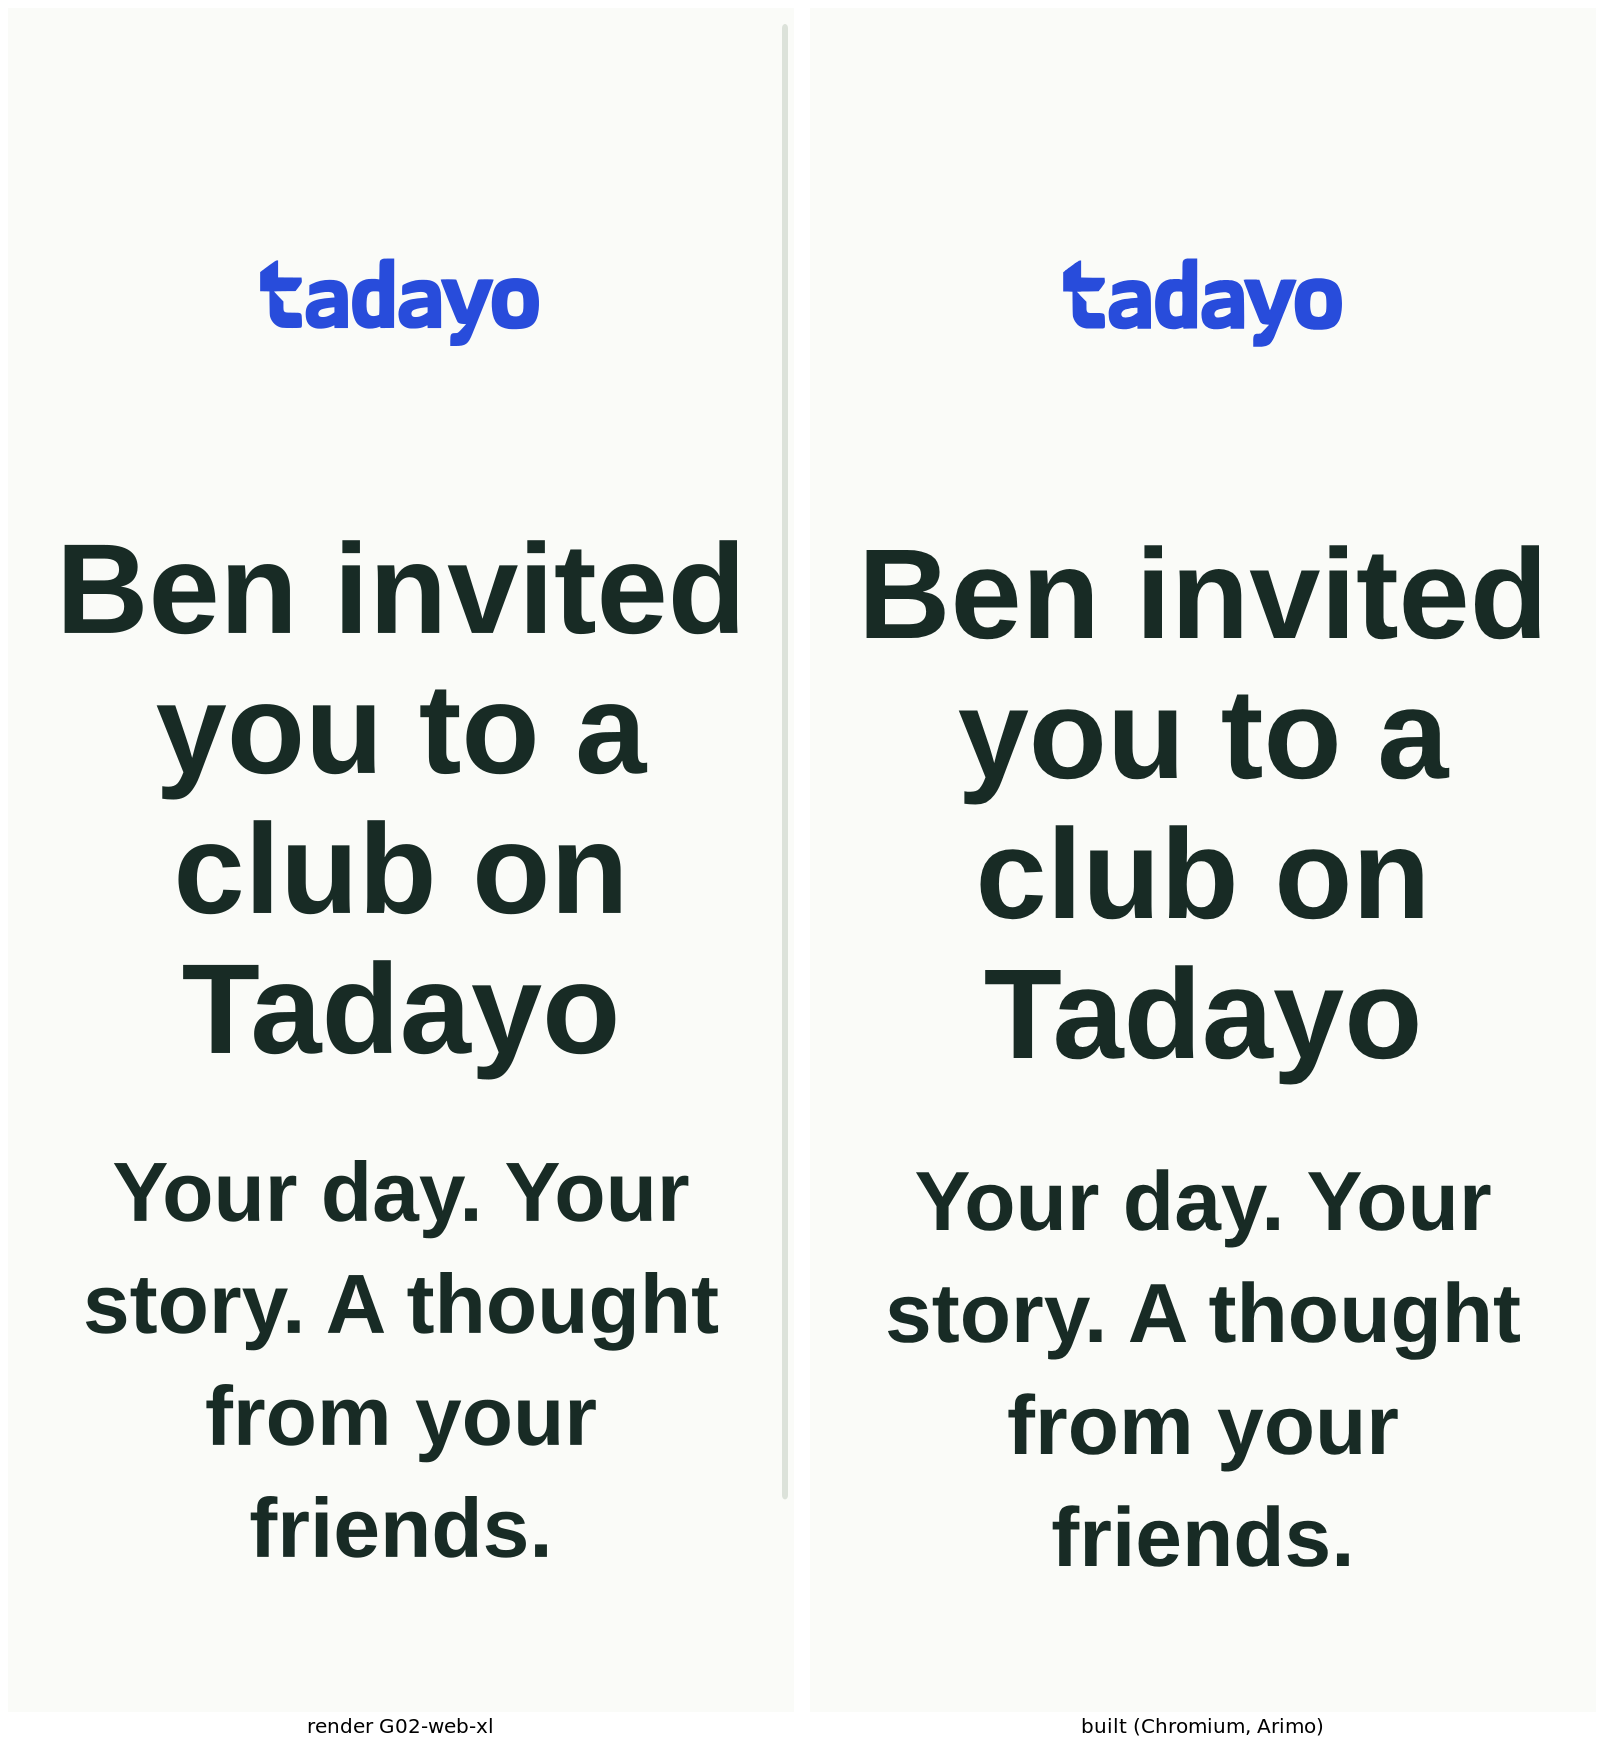 tadayo
Ben invited
you to a
club on
Tadayo
Your day. Your
story. A thought
from your
friends.
render G02-web-xl
tadayo
Ben invited
you to a
club on
Tadayo
Your day. Your
story. A thought
from your
friends.
built (Chromium, Arimo)